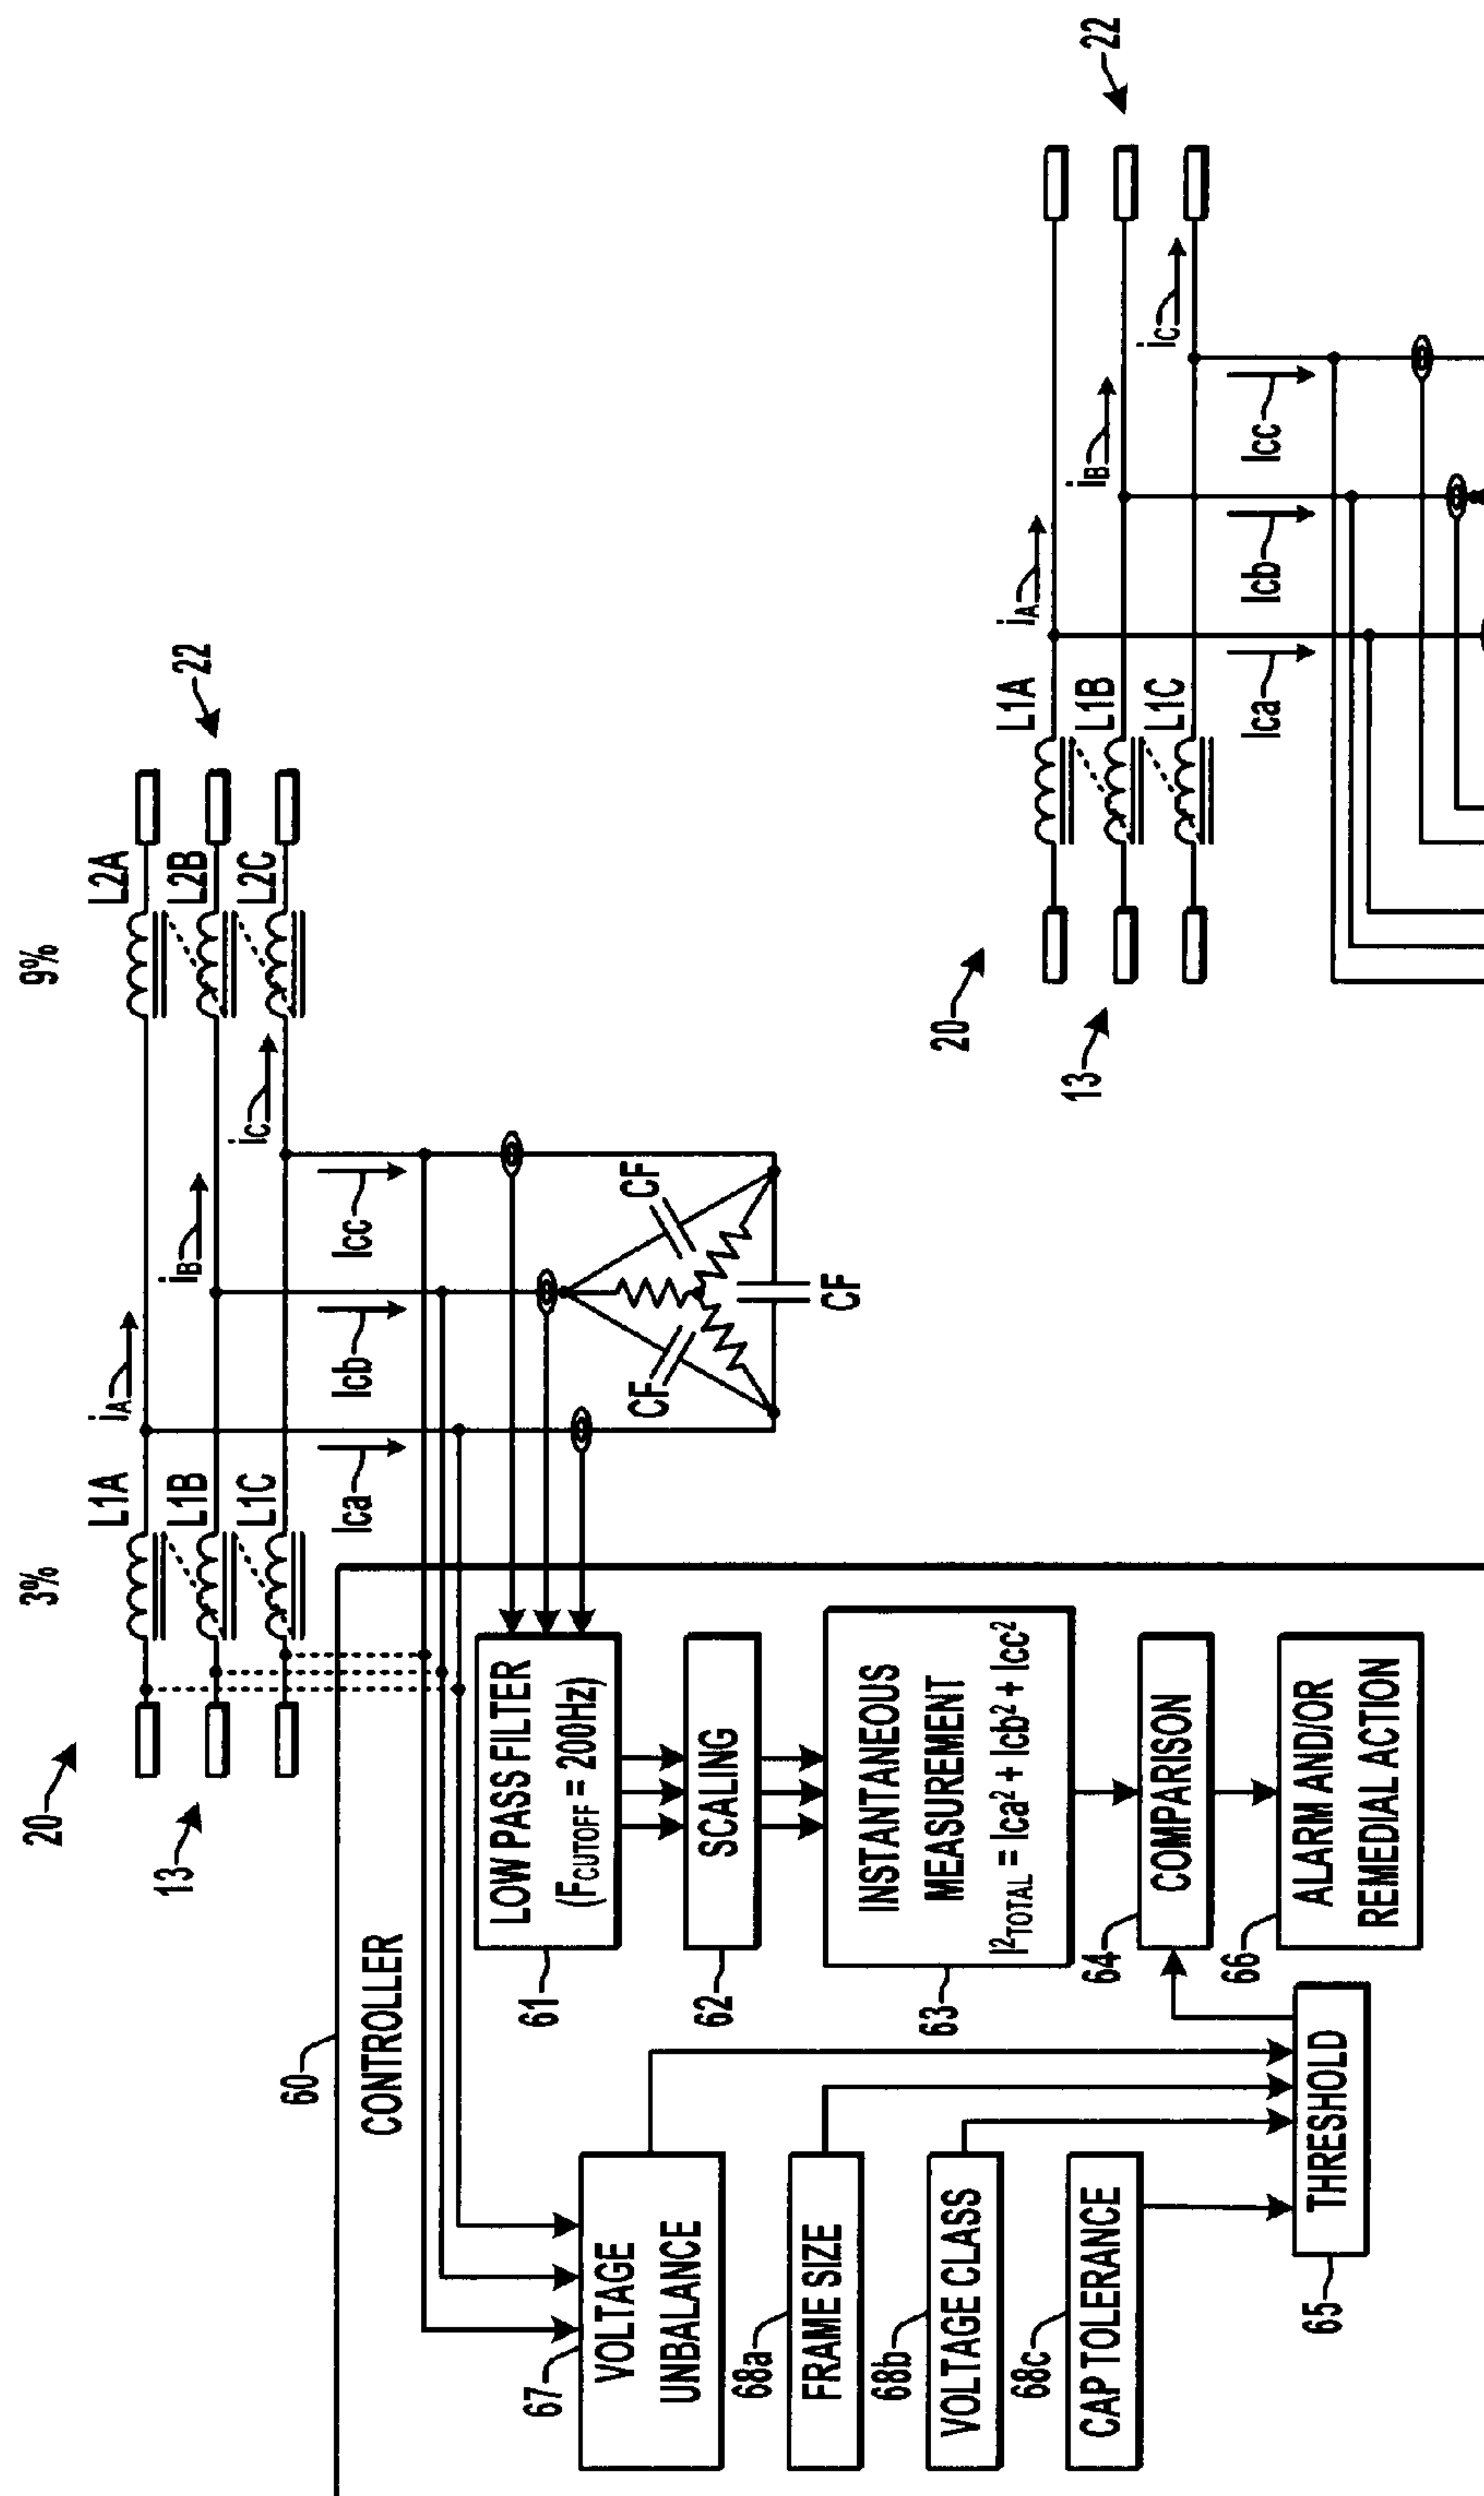 20
3%
9%
13
L1A
L1B
L1C
iA
iB
iC
L2A
L2B
L2C
22
Ica
Icb
Icc
60
CONTROLLER
CF
CF
CF
61
LOW PASS FILTER
(FCUTOFF = 200Hz)
62
SCALING
63
INSTANTANEOUS
MEASUREMENT
I²TOTAL = Ica² + Icb² + Icc²
64
COMPARISON
66
ALARM AND/OR
REMEDIAL ACTION
67
VOLTAGE
UNBALANCE
68a
FRAME SIZE
68b
VOLTAGE CLASS
68c
CAP TOLERANCE
65
THRESHOLD
20
13
L1A
L1B
L1C
iA
iB
iC
22
Ica
Icb
Icc